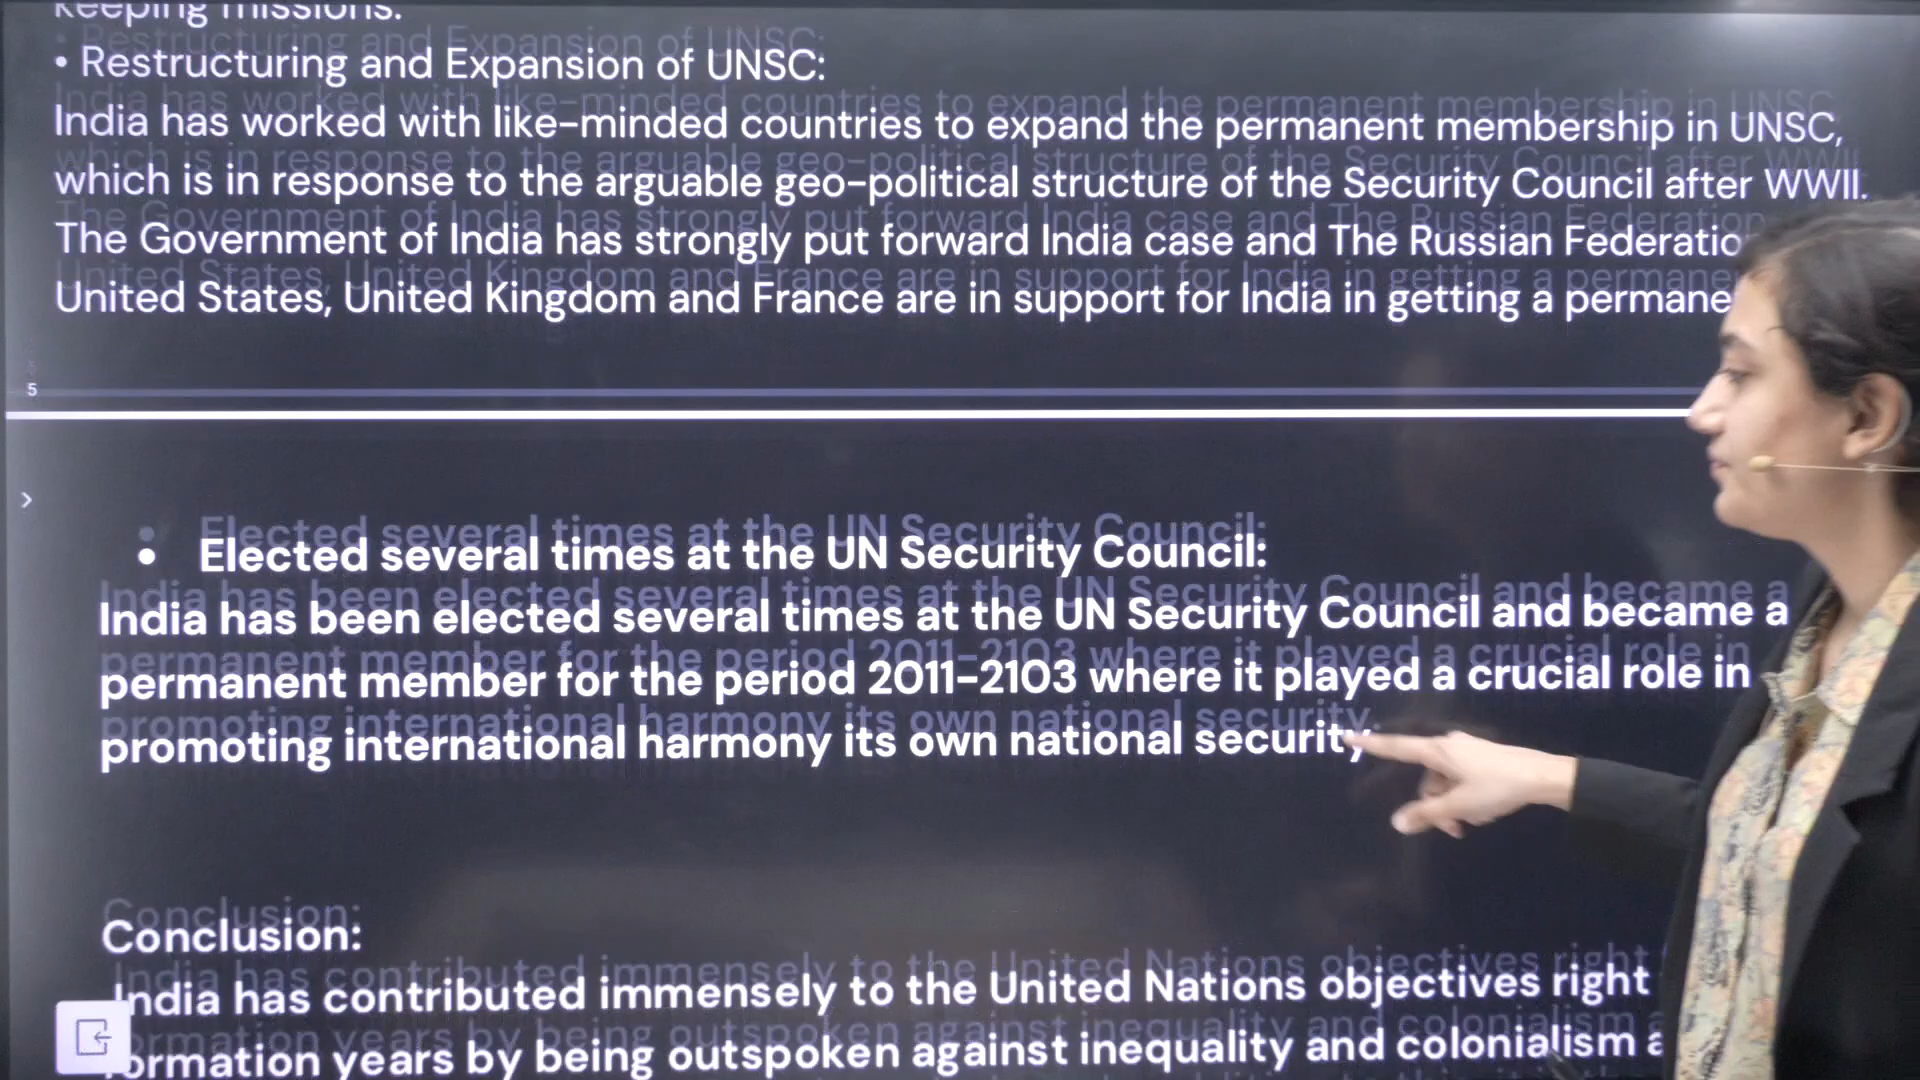 keeping missions.
• Restructuring and Expansion of UNSC:
India has worked with like-minded countries to expand the permanent membership in UNSC,
which is in response to the arguable geo-political structure of the Security Council after WWII.
The Government of India has strongly put forward India case and The Russian Federatio
United States, United Kingdom and France are in support for India in getting a permane
5
• Elected several times at the UN Security Council:
India has been elected several times at the UN Security Council and became a
permanent member for the period 2011-2103 where it played a crucial role in
promoting international harmony its own national security
Conclusion:
India has contributed immensely to the United Nations objectives right
ormation years by being outspoken against inequality and colonialism a